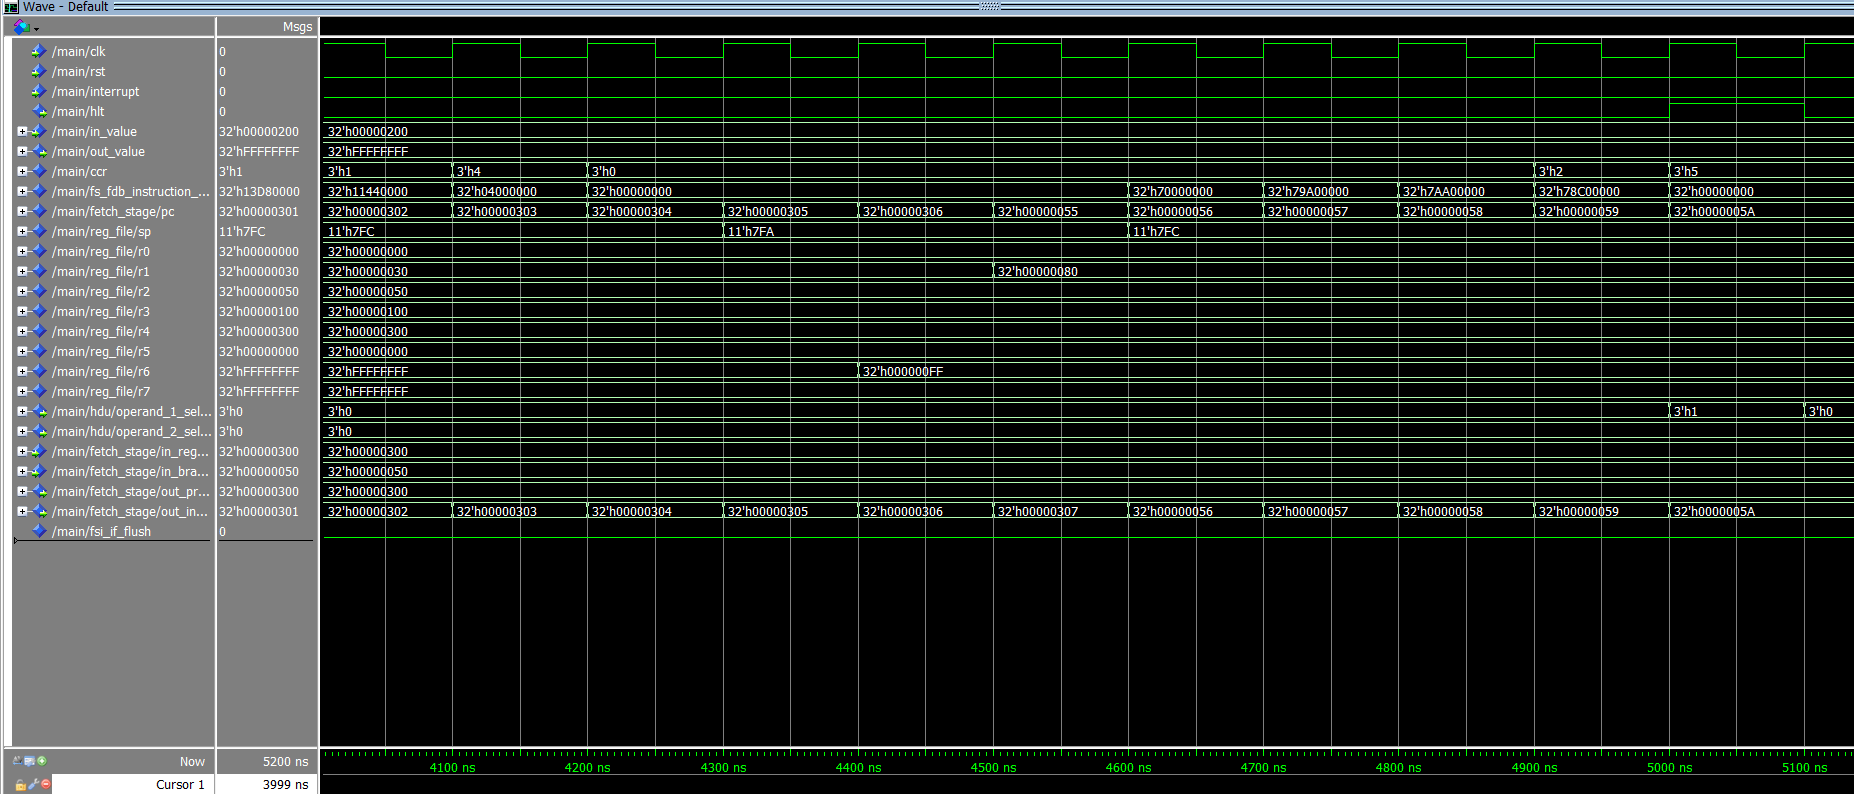 Wave - Default
Msgs
/main/clk 0
/main/rst 0
/main/interrupt 0
/main/hlt 0
/main/in_value 32'h00000200 32'h00000200
/main/out_value 32'hFFFFFFFF 32'hFFFFFFFF
/main/ccr 3'h1 3'h1 3'h4 3'h0 3'h2 3'h5
/main/fs_fdb_instruction_... 32'h13D80000 32'h11440000 32'h04000000 32'h00000000 32'h70000000 32'h79A00000 32'h7AA00000 32'h78C00000 32'h00000000
/main/fetch_stage/pc 32'h00000301 32'h00000302 32'h00000303 32'h00000304 32'h00000305 32'h00000306 32'h00000055 32'h00000056 32'h00000057 32'h00000058 32'h00000059 32'h0000005A
/main/reg_file/sp 11'h7FC 11'h7FC 11'h7FA 11'h7FC
/main/reg_file/r0 32'h00000000 32'h00000000
/main/reg_file/r1 32'h00000030 32'h00000030 32'h00000080
/main/reg_file/r2 32'h00000050 32'h00000050
/main/reg_file/r3 32'h00000100 32'h00000100
/main/reg_file/r4 32'h00000300 32'h00000300
/main/reg_file/r5 32'h00000000 32'h00000000
/main/reg_file/r6 32'hFFFFFFFF 32'hFFFFFFFF 32'h000000FF
/main/reg_file/r7 32'hFFFFFFFF 32'hFFFFFFFF
/main/hdu/operand_1_sel... 3'h0 3'h0 3'h1 3'h0
/main/hdu/operand_2_sel... 3'h0 3'h0
/main/fetch_stage/in_reg... 32'h00000300 32'h00000300
/main/fetch_stage/in_bra... 32'h00000050 32'h00000050
/main/fetch_stage/out_pr... 32'h00000300 32'h00000300
/main/fetch_stage/out_in... 32'h00000301 32'h00000302 32'h00000303 32'h00000304 32'h00000305 32'h00000306 32'h00000307 32'h00000056 32'h00000057 32'h00000058 32'h00000059 32'h0000005A
/main/fsi_if_flush 0
Now 5200 ns 4100 ns 4200 ns 4300 ns 4400 ns 4500 ns 4600 ns 4700 ns 4800 ns 4900 ns 5000 ns 5100 ns
Cursor 1 3999 ns